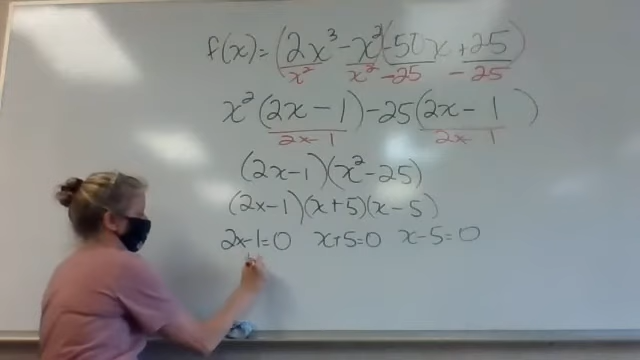 f(x) = (2x³ - x²)(-50x + 25)
x² x² -25 -25
x²(2x - 1) - 25(2x - 1)
2x-1 2x-1
(2x-1)(x²-25)
(2x-1)(x+5)(x-5)
2x-1=0 x+5=0 x-5=0